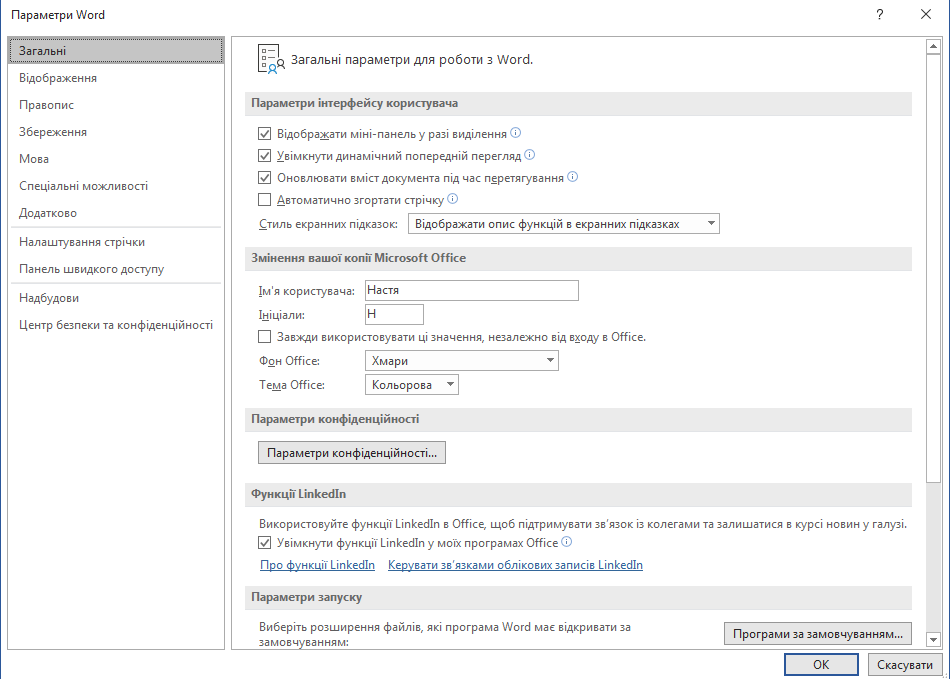 Параметри Word
?
Загальні
Відображення
Правопис
Збереження
Мова
Спеціальні можливості
Додатково
Налаштування стрічки
Панель швидкого доступу
Надбудови
Центр безпеки та конфіденційності
Загальні параметри для роботи з Word.
Параметри інтерфейсу користувача
Відображати міні-панель у разі виділення
Увімкнути динамічний попередній перегляд
Оновлювати вміст документа під час перетягування
Автоматично згортати стрічку
Стиль екранних підказок: Відображати опис функцій в екранних підказках
Змінення вашої копії Microsoft Office
Ім'я користувача: Настя
Ініціали: Н
Завжди використовувати ці значення, незалежно від входу в Office.
Фон Office: Хмари
Тема Office: Кольорова
Параметри конфіденційності
Параметри конфіденційності...
Функції LinkedIn
Використовуйте функції LinkedIn в Office, щоб підтримувати зв’язок із колегами та залишатися в курсі новин у галузі.
Увімкнути функції LinkedIn у моїх програмах Office
Про функції LinkedIn Керувати зв’язками облікових записів LinkedIn
Параметри запуску
Виберіть розширення файлів, які програма Word має відкривати за
замовчуванням:
Програми за замовчуванням...
ОК Скасувати